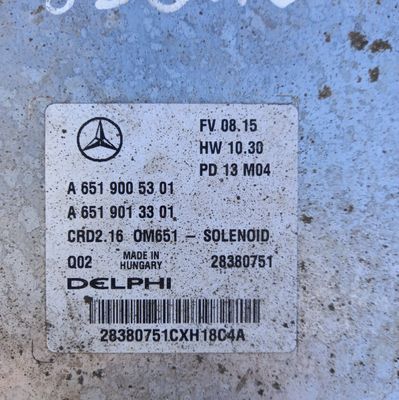 FV 08.15
HW 10.30
PD 13 M04
A 651 900 53 01
A 651 901 33 01
CRD2.16 OM651 - SOLENOID
Q02 MADE IN HUNGARY 28380751
DELPHI
28380751CXH18C4A